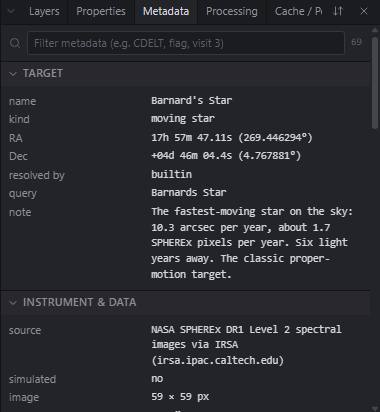 Layers Properties Metadata Processing Cache / P
Filter metadata (e.g. CDELT, flag, visit 3) 69
TARGET
name Barnard's Star
kind moving star
RA 17h 57m 47.11s (269.446294°)
Dec +04d 46m 04.4s (4.767881°)
resolved by builtin
query Barnards Star
note The fastest-moving star on the sky:
10.3 arcsec per year, about 1.7
SPHEREx pixels per year. Six light
years away. The classic proper-
motion target.
INSTRUMENT & DATA
source NASA SPHEREx DR1 Level 2 spectral
images via IRSA
(irsa.ipac.caltech.edu)
simulated no
image 59 × 59 px